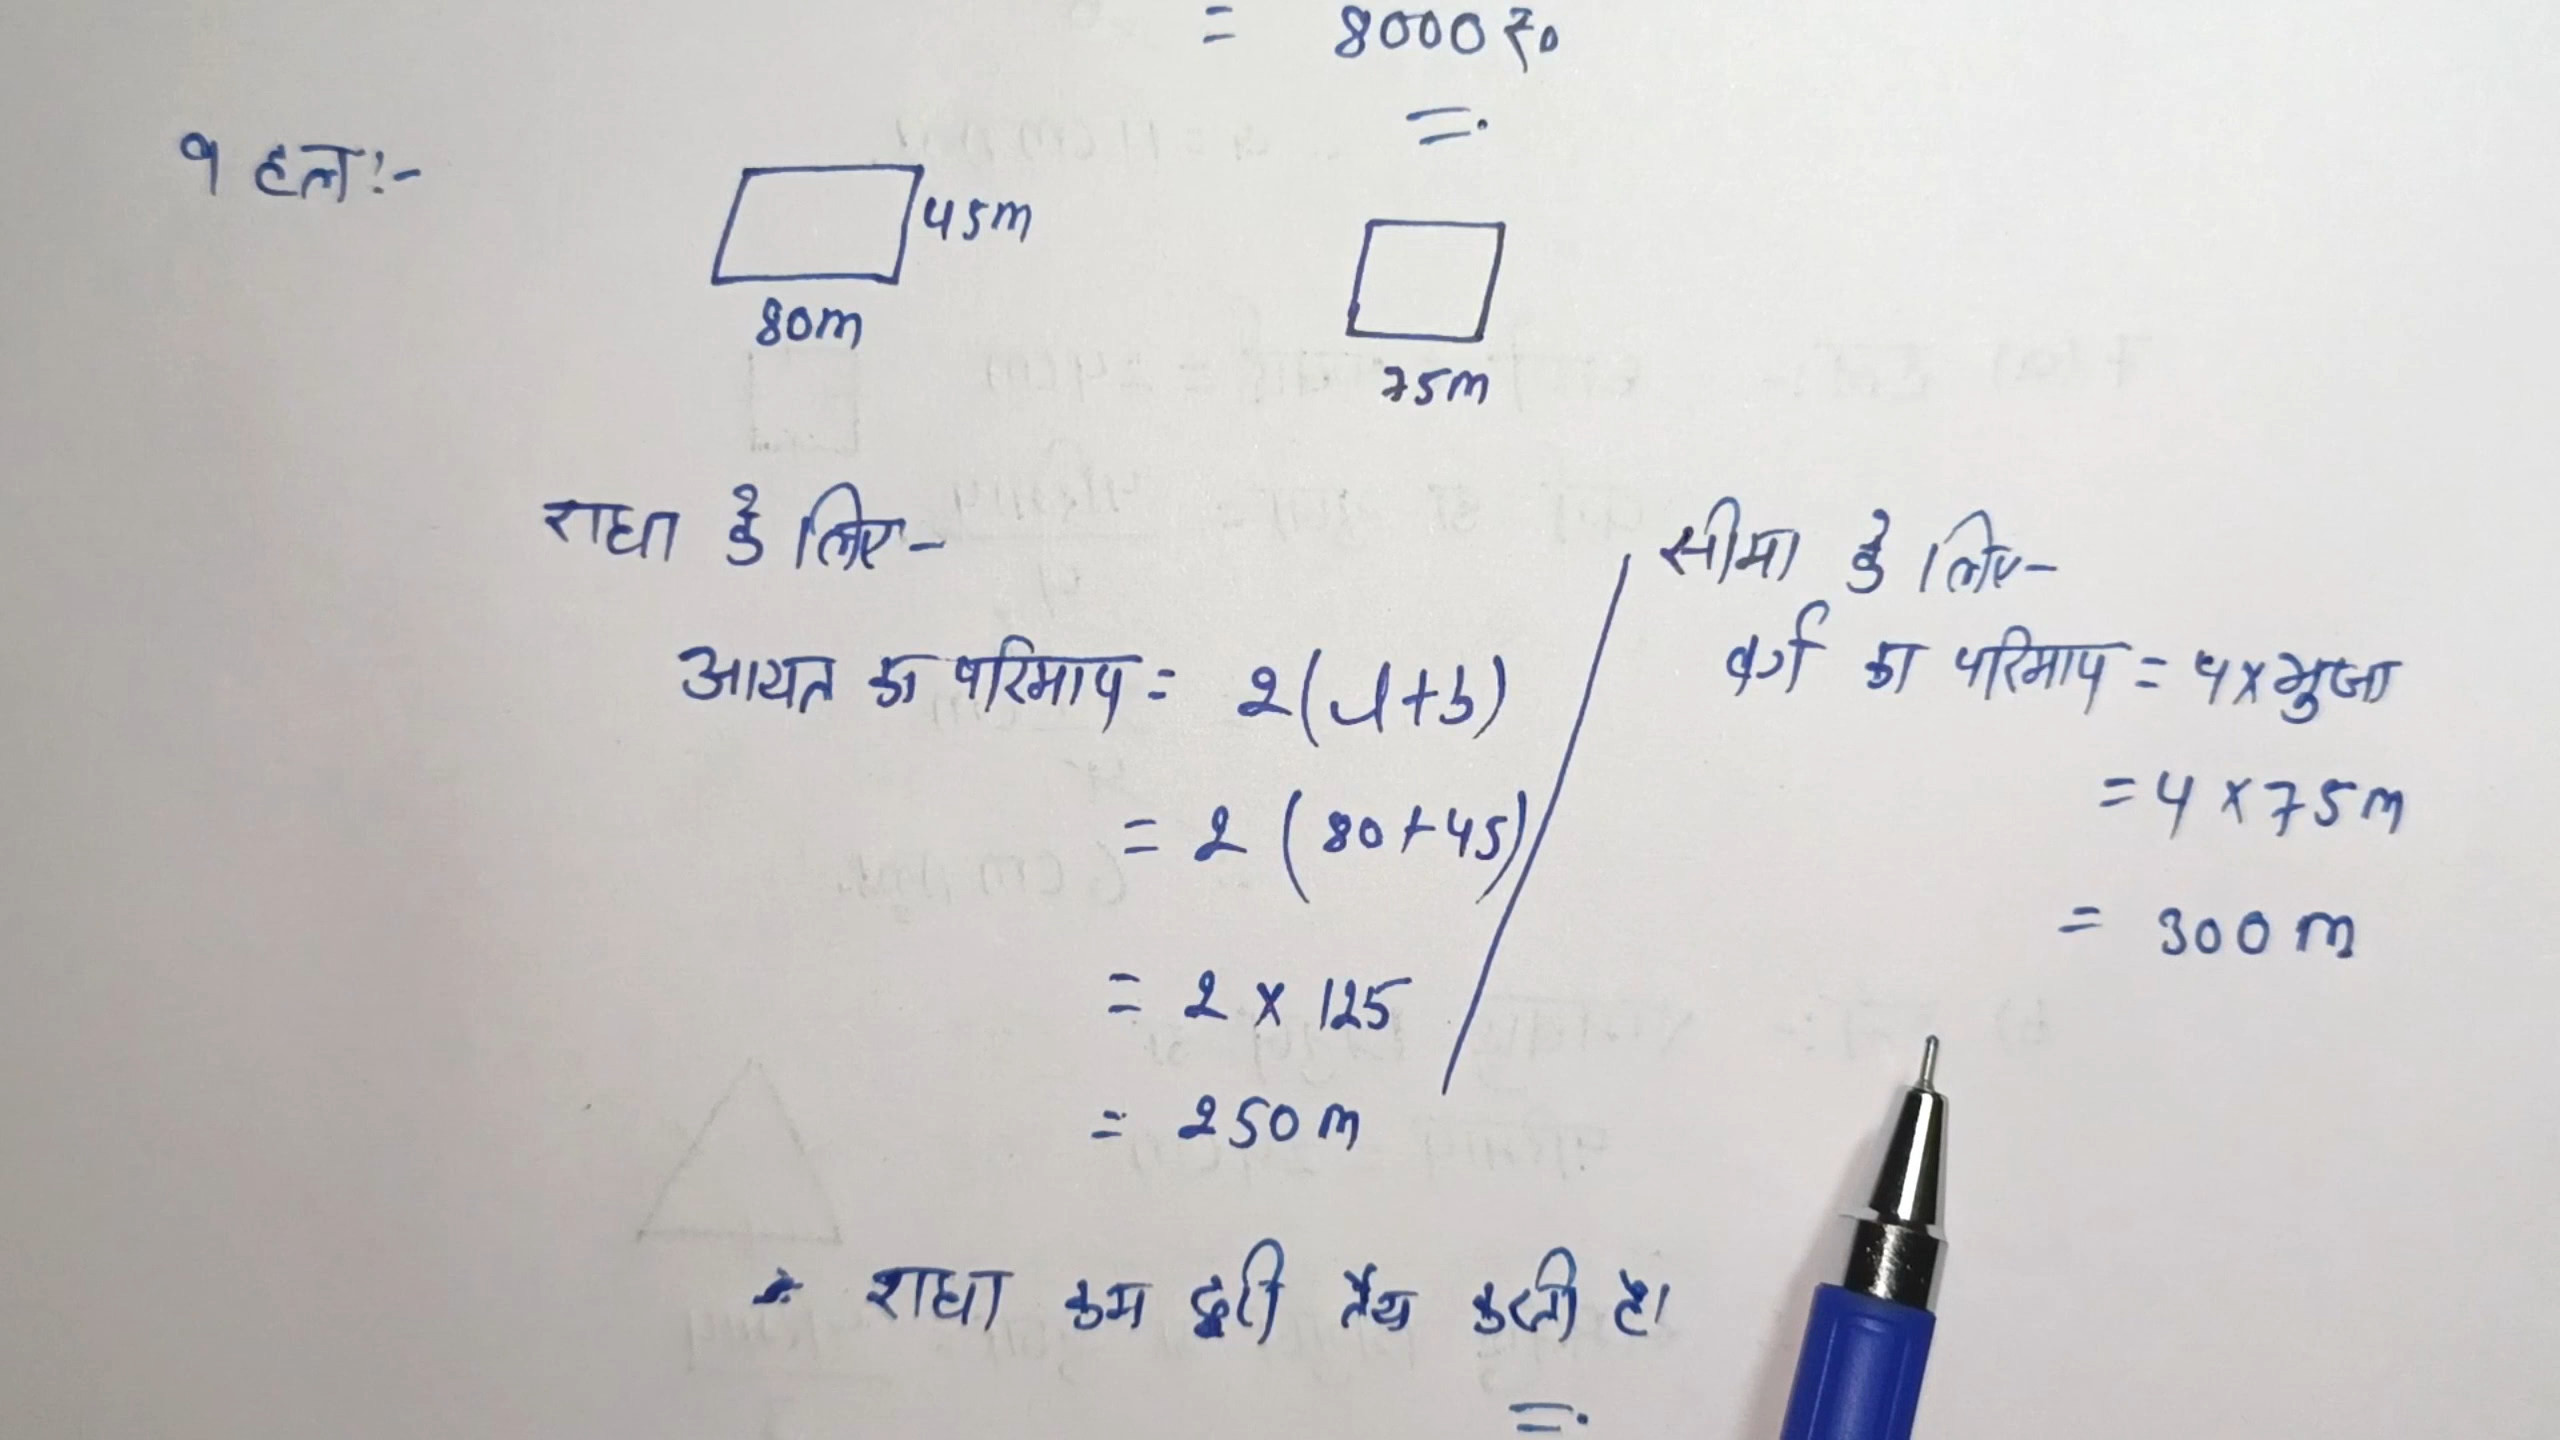 = 8000 रु०
=.
9 हल:-
45m
80m
75m
राधा के लिए-
आयत का परिमाप = 2(l+b)
= 2 (80+45)
= 2 x 125
= 250 m
सीमा के लिए-
वर्ग का परिमाप = 4 x भुजा
= 4 x 75 m
= 300 m
राधा कम दूरी तैय करती है।
=.